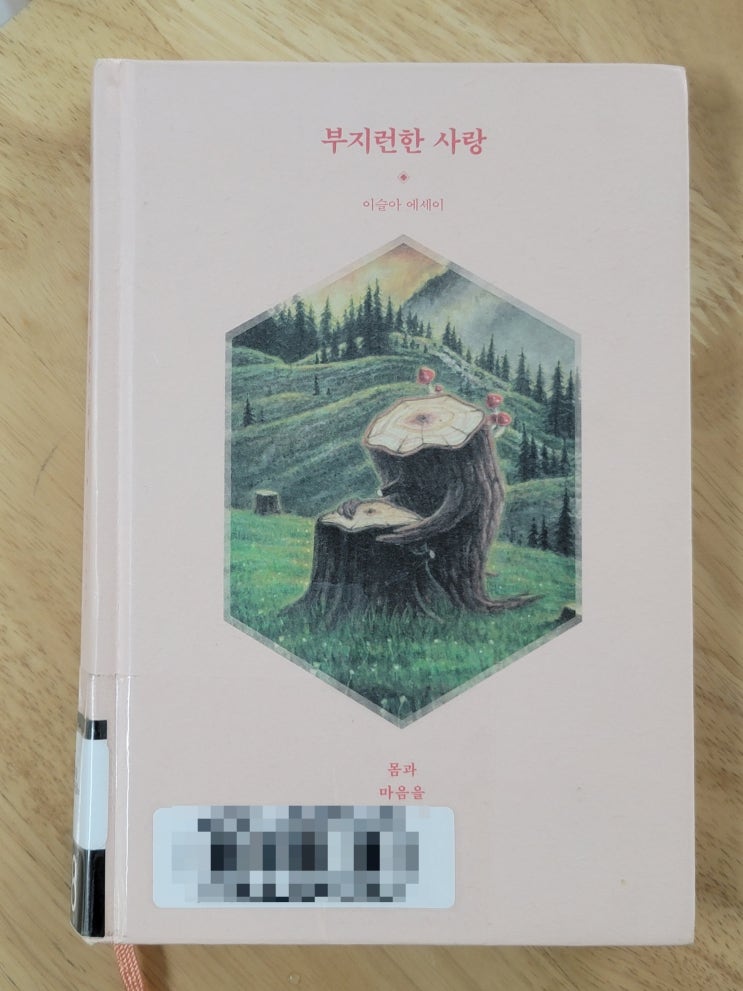 부지런한 사랑
이슬아 에세이
몸과
마음을